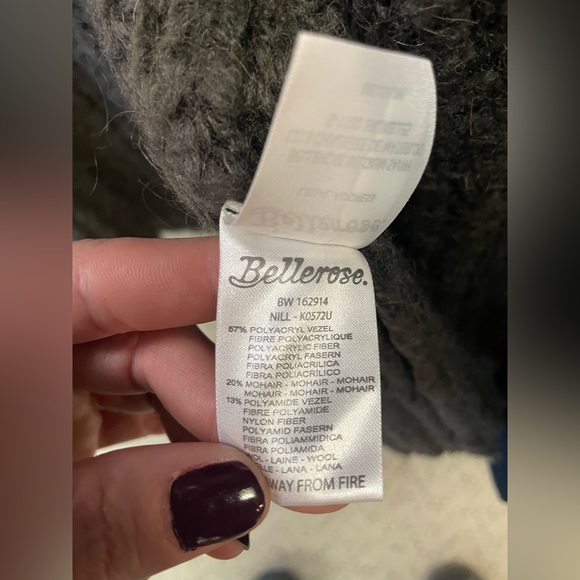 Bellerose.
BW 162914
NILL - K0572U
57% POLYACRYL VEZEL
FIBRE POLYACRYLIQUE
POLYACRYLIC FIBER
POLYACRYL FASERN
FIBRA POLIACRILICA
FIBRA POLIACRÍLICO
20% MOHAIR - MOHAIR - MOHAIR
MOHAIR - MOHAIR - MOHAIR
13% POLYAMIDE VEZEL
FIBRE POLYAMIDE
NYLON FIBER
POLYAMID FASERN
FIBRA POLIAMMIDICA
FIBRA POLIAMIDA
- LAINE - WOOL
- LANA - LANA
AWAY FROM FIRE